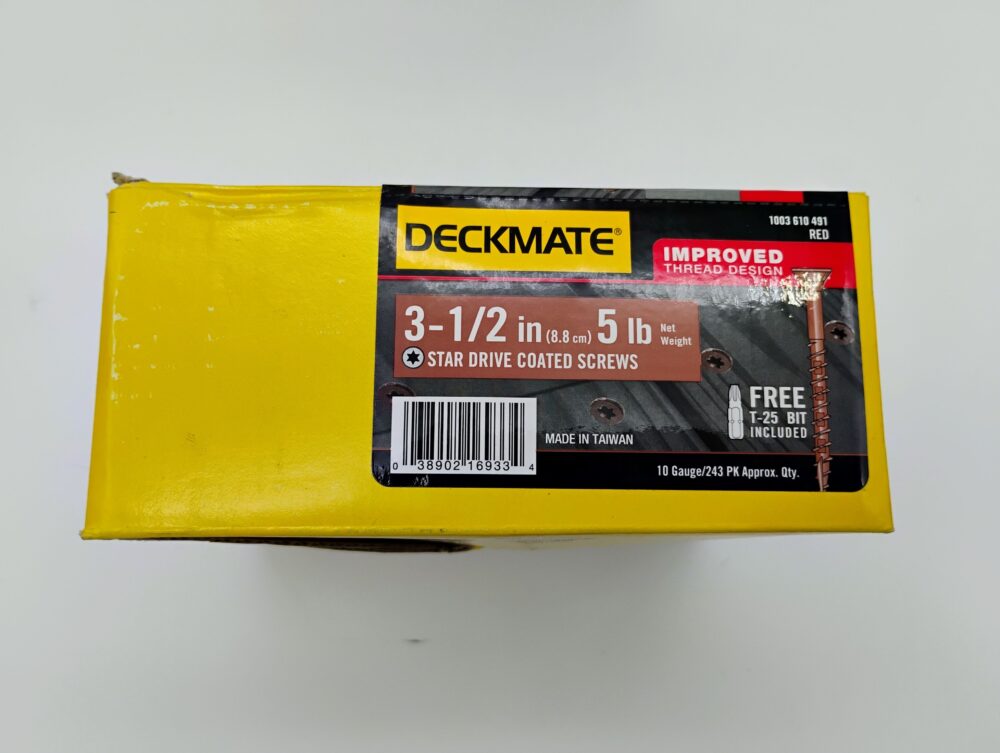 DECKMATE®
1003 610 491
RED
IMPROVED
THREAD DESIGN
3-1/2 in (8.8 cm) 5 lb Net Weight
STAR DRIVE COATED SCREWS
FREE
T-25 BIT
INCLUDED
MADE IN TAIWAN
0 38902 16933 4
10 Gauge/243 PK Approx. Qty.